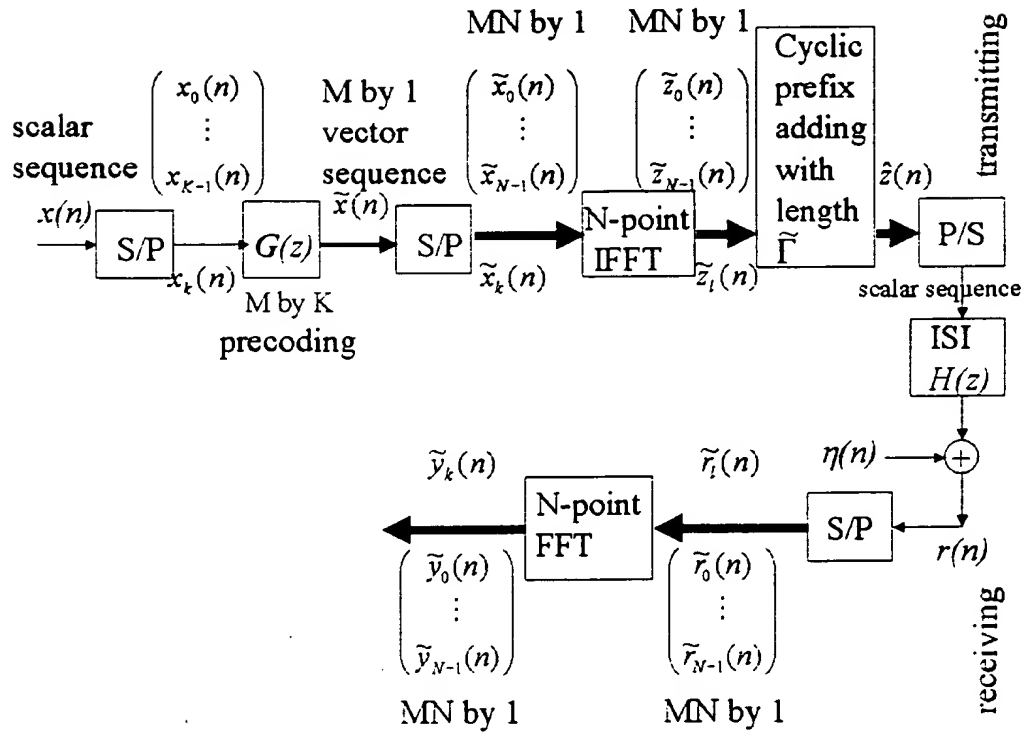 MN by 1
MN by 1
transmitting
scalar
sequence
x₀(n)
⋮
x_{K-1}(n)
M by 1
vector
sequence
x̃(n)
x̃₀(n)
⋮
x̃_{N-1}(n)
z̃₀(n)
⋮
z̃_{N-1}(n)
Cyclic
prefix
adding
with
length
Γ̃
ẑ(n)
x(n)
S/P
x_k(n)
G(z)
M by K
precoding
S/P
x̃_k(n)
N-point
IFFT
z̃_l(n)
P/S
scalar sequence
ISI
H(z)
η(n)
+
r(n)
S/P
r̃_l(n)
r̃₀(n)
⋮
r̃_{N-1}(n)
MN by 1
N-point
FFT
ỹ_k(n)
ỹ₀(n)
⋮
ỹ_{N-1}(n)
MN by 1
receiving